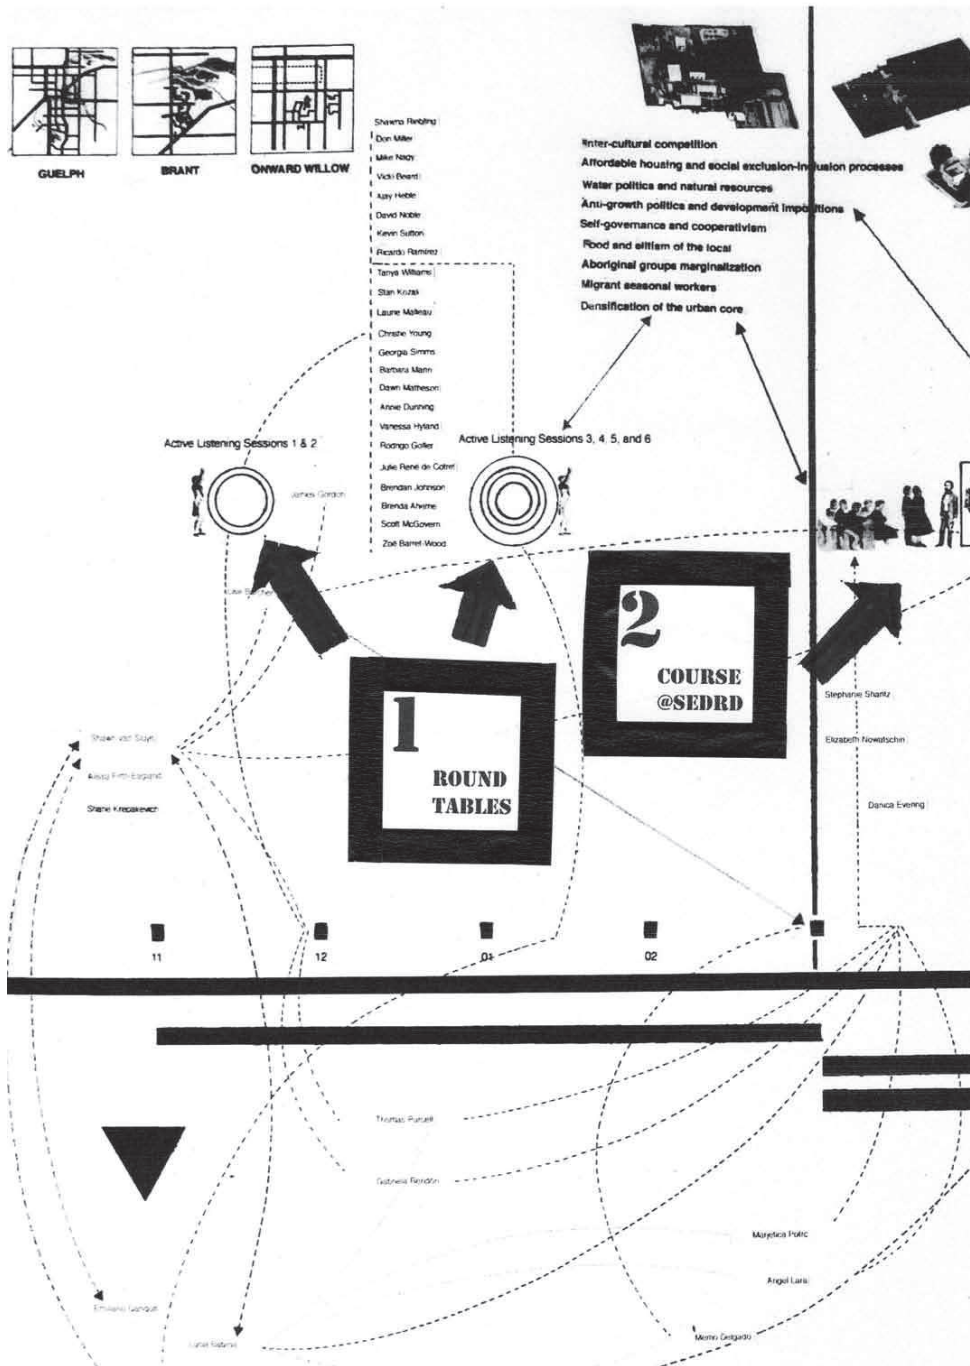 GUELPH
BRANT
ONWARD WILLOW
Shawna Riebling
Don Miller
Mike Nagy
Vicki Beard
Ajay Heble
David Noble
Kevin Sutton
Ricardo Ramirez
Tanya Williams
Stan Kozak
Laurie Malleau
Christie Young
Georgia Simms
Barbara Mann
Dawn Matheson
Annie Dunning
Vanessa Hyland
Rodrigo Goller
Julie René de Cotret
Brendan Johnson
Brenda
Scott McGovern
Zoë Barret-Wood
Inter-cultural competition
Affordable housing and social exclusion-inclusion processes
Water politics and natural resources
Anti-growth politics and development impositions
Self-governance and cooperativism
Food and elitism of the local
Aboriginal groups marginalization
Migrant seasonal workers
Densification of the urban core
Active Listening Sessions 1 & 2
Active Listening Sessions 3, 4, 5, and 6
James Gordon
1
ROUND
TABLES
2
COURSE
@SEDRD
Stephanie
Elizabeth Nowatschin
Danica Evering
Shawn Van Sluys
Shane Krepakevich
11
12
01
02
Thomas Purcell
Gabriela Rendón
Marjetica Potrc
Angel Lara
Memo Delgado